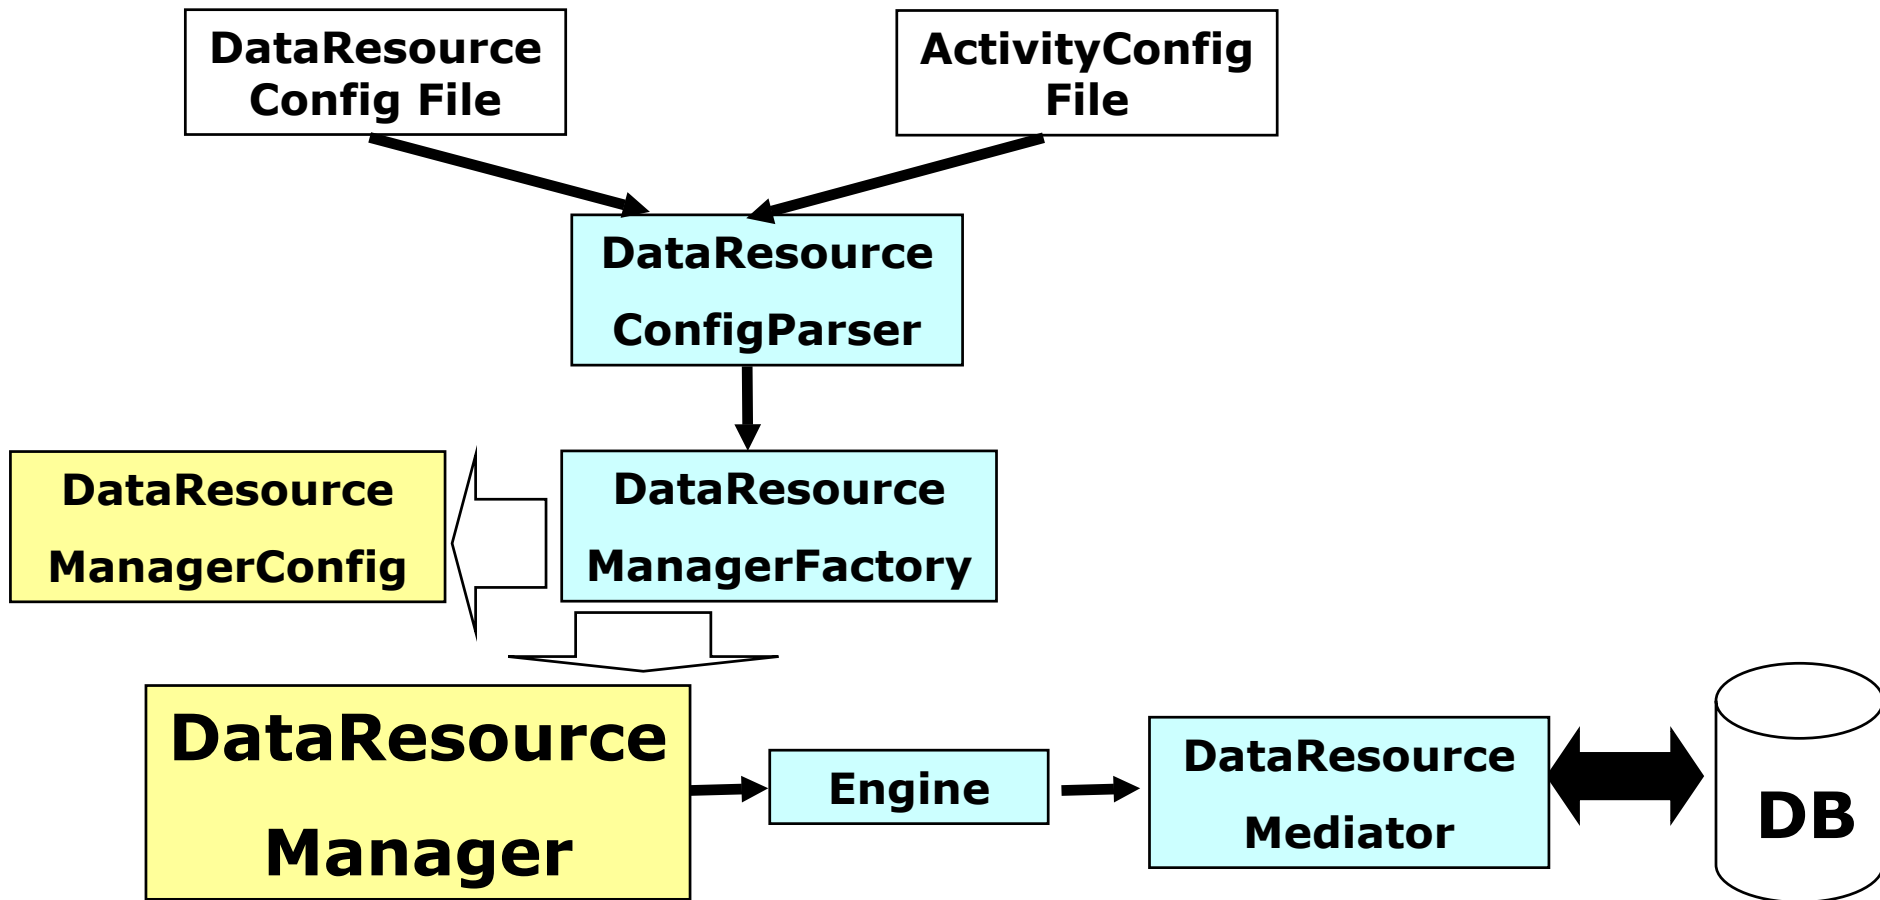 DataResource
Config File
ActivityConfig
File
DataResource
ConfigParser
DataResource
ManagerConfig
DataResource
ManagerFactory
DataResource
Manager
Engine
DataResource
Mediator
DB